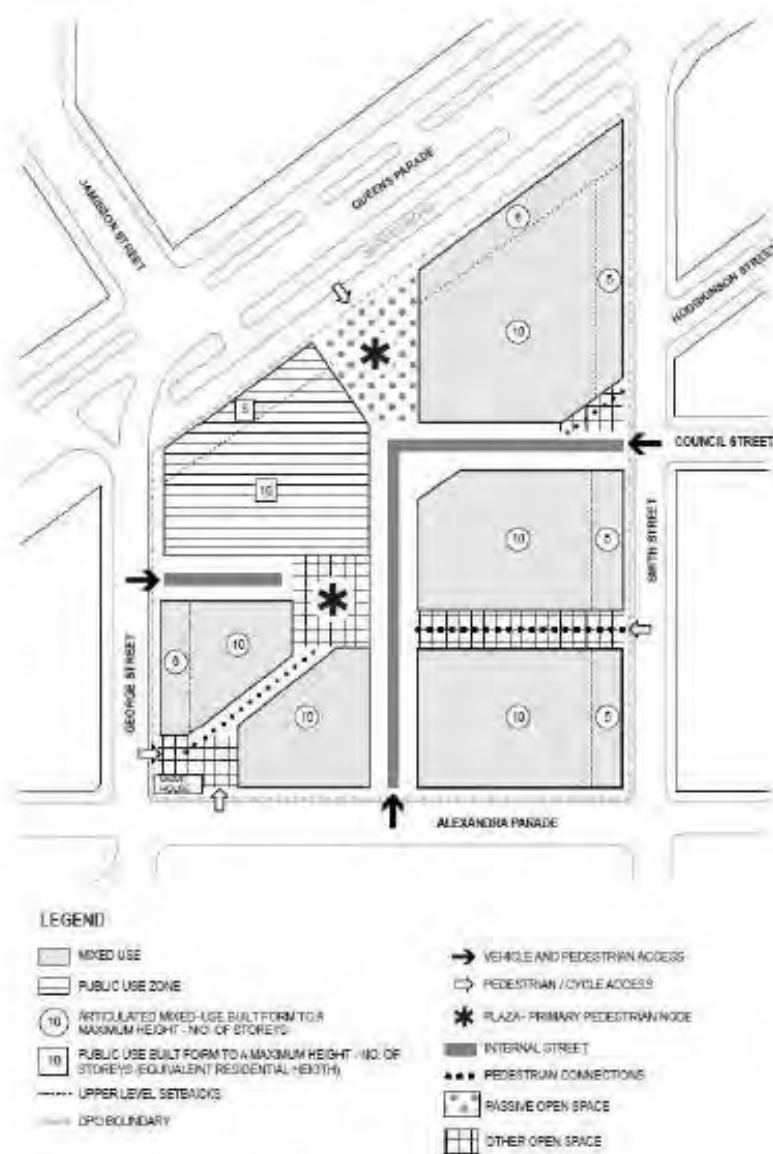 QUEENS PARADE
JAMIESON STREET
6
5
10
HODGKINSON STREET
6
10
COUNCIL STREET
10
5
SMITH STREET
GEORGE STREET
10
10
10
5
GATE
HOUSE
ALEXANDRA PARADE
LEGEND
MIXED USE
PUBLIC USE ZONE
10
ARTICULATED MIXED-USE BUILT FORM TO A
MAXIMUM HEIGHT - NO. OF STOREYS
10
PUBLIC USE BUILT FORM TO A MAXIMUM HEIGHT - NO. OF
STOREYS (EQUIVALENT RESIDENTIAL HEIGTH)
UPPER LEVEL SETBACKS
DPO BOUNDARY
VEHICLE AND PEDESTRIAN ACCESS
PEDESTRIAN / CYCLE ACCESS
PLAZA - PRIMARY PEDESTRIAN NODE
INTERNAL STREET
PEDESTRIAN CONNECTIONS
PASSIVE OPEN SPACE
OTHER OPEN SPACE